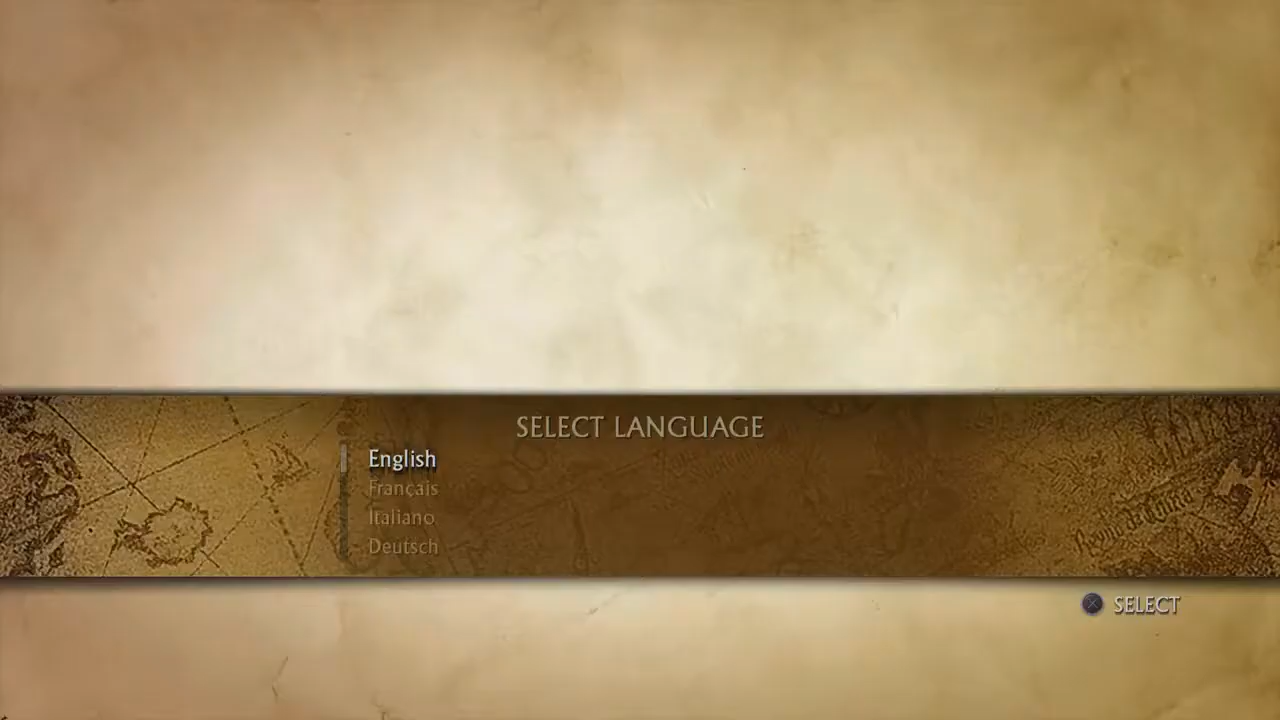 SELECT LANGUAGE
English
Français
Italiano
Deutsch
SELECT